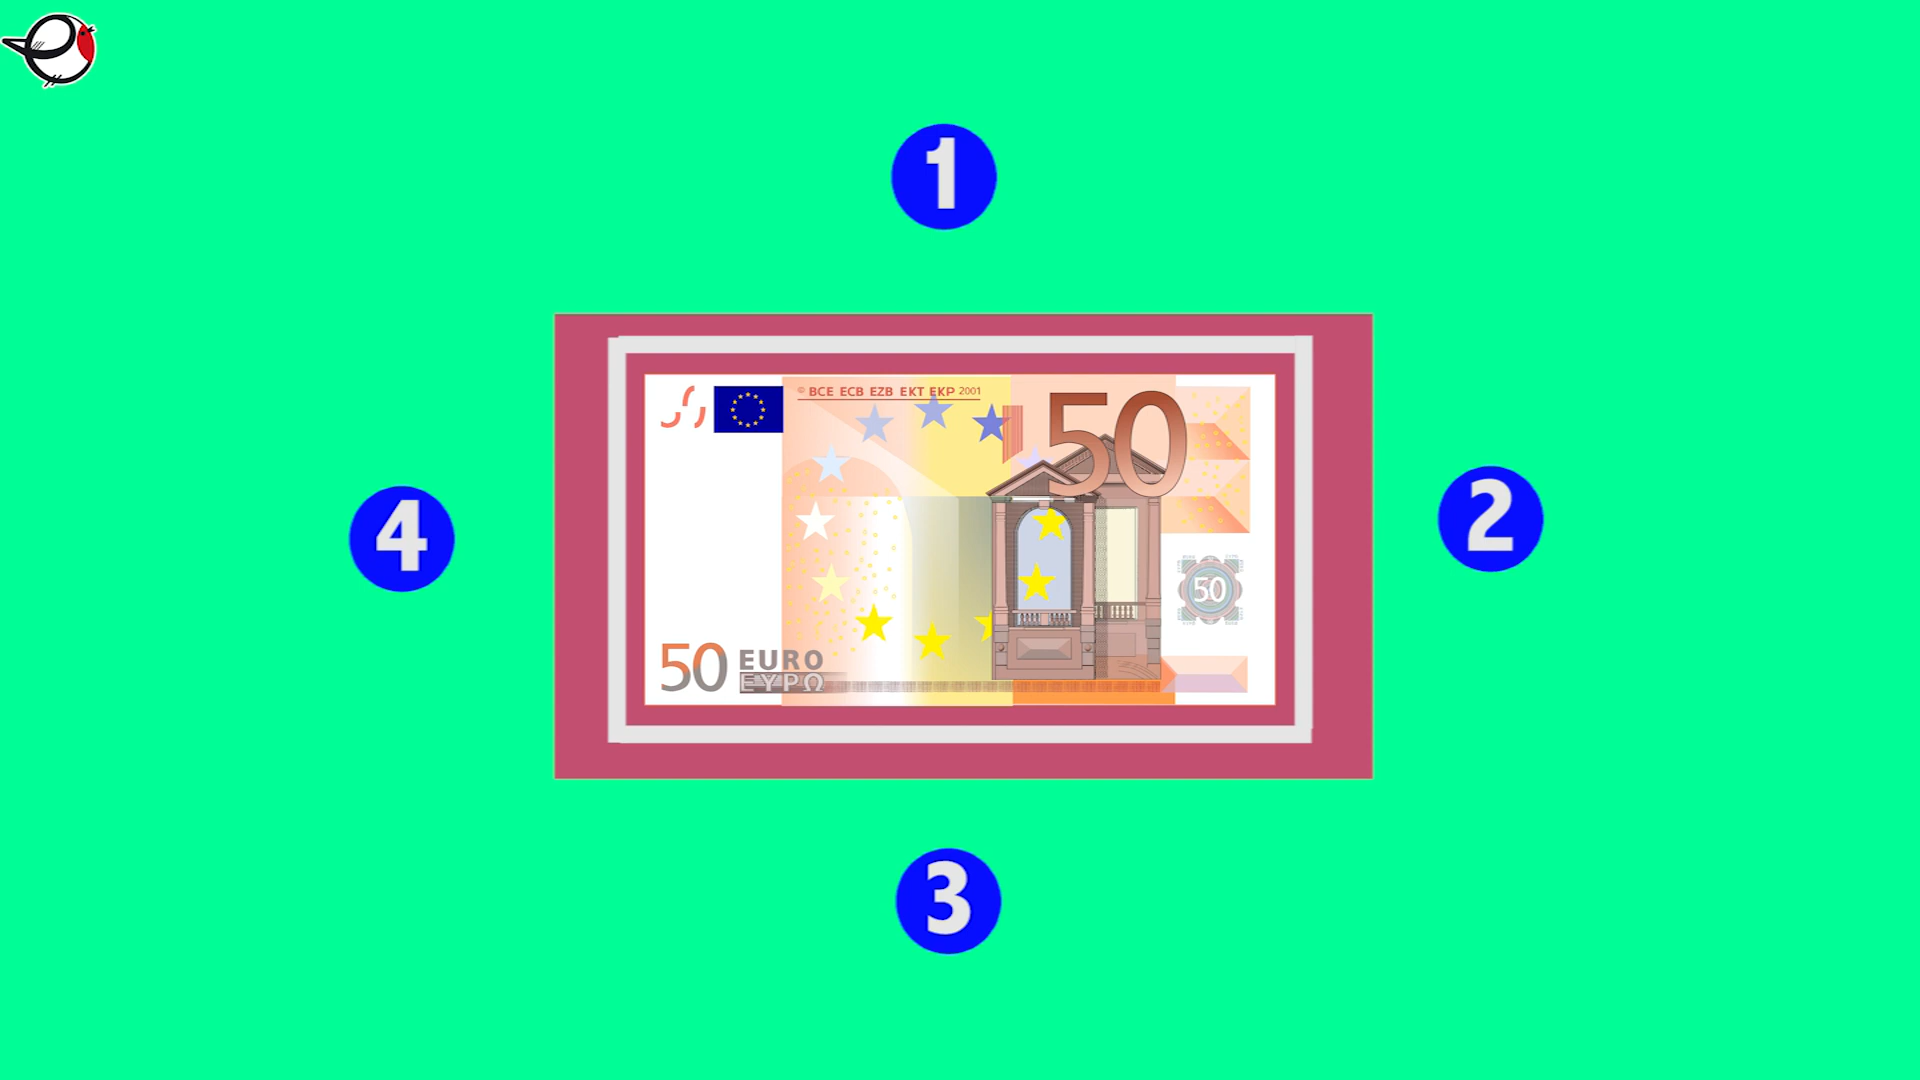 1
© BCE ECB EZB EKT EKP 2001
50
4
2
50
50 EURO
ΕΥΡΩ
3